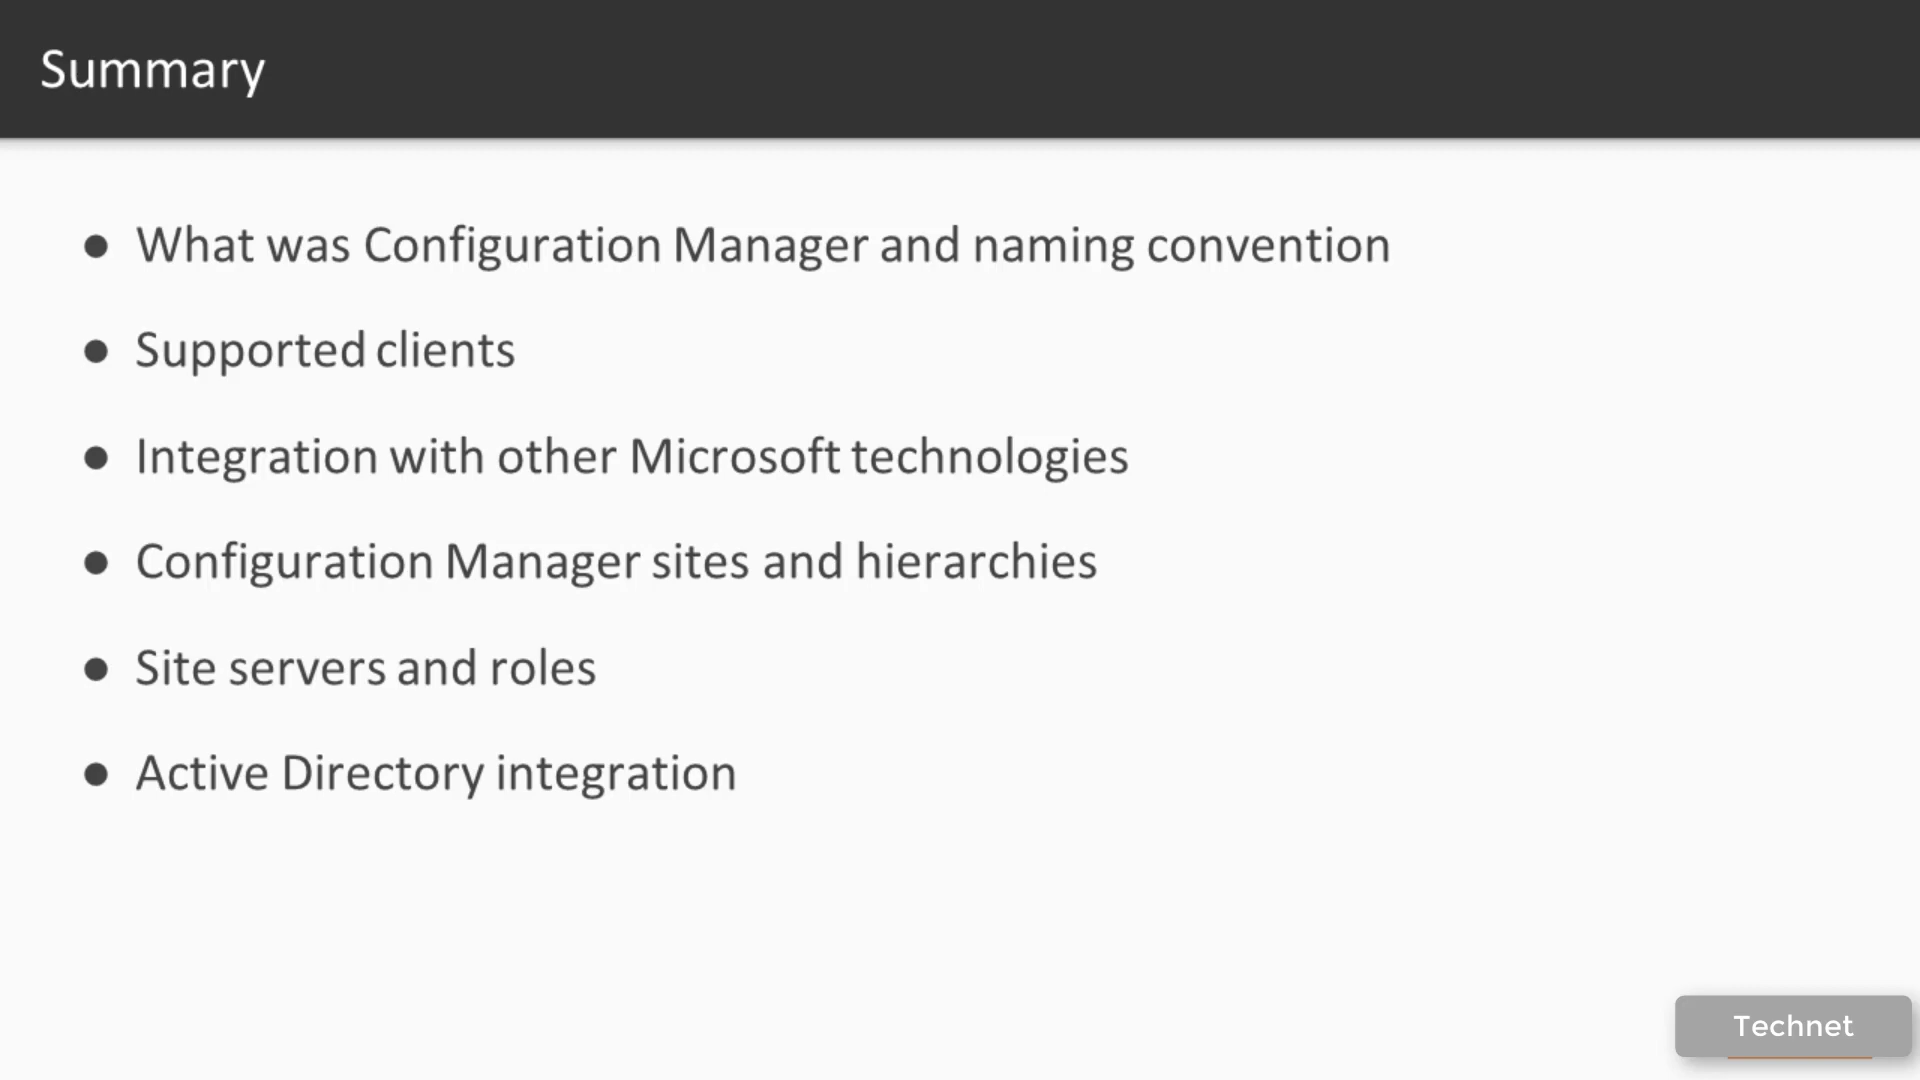 Summary
● What was Configuration Manager and naming convention
● Supported clients
● Integration with other Microsoft technologies
● Configuration Manager sites and hierarchies
● Site servers and roles
● Active Directory integration
Technet